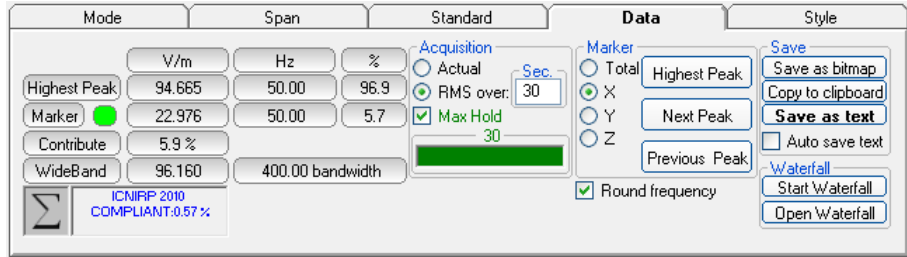 Mode Span Standard Data Style
V/m Hz %
Highest Peak 94.665 50.00 96.9
Marker 22.976 50.00 5.7
Contribute 5.9 %
WideBand 96.160 400.00 bandwidth
ICNIRP 2010
COMPLIANT:0.57 %
Acquisition
Actual Sec.
RMS over: 30
Max Hold
30
Marker
Total Highest Peak
X
Y Next Peak
Z
Previous Peak
Round frequency
Save
Save as bitmap
Copy to clipboard
Save as text
Auto save text
Waterfall
Start Waterfall
Open Waterfall